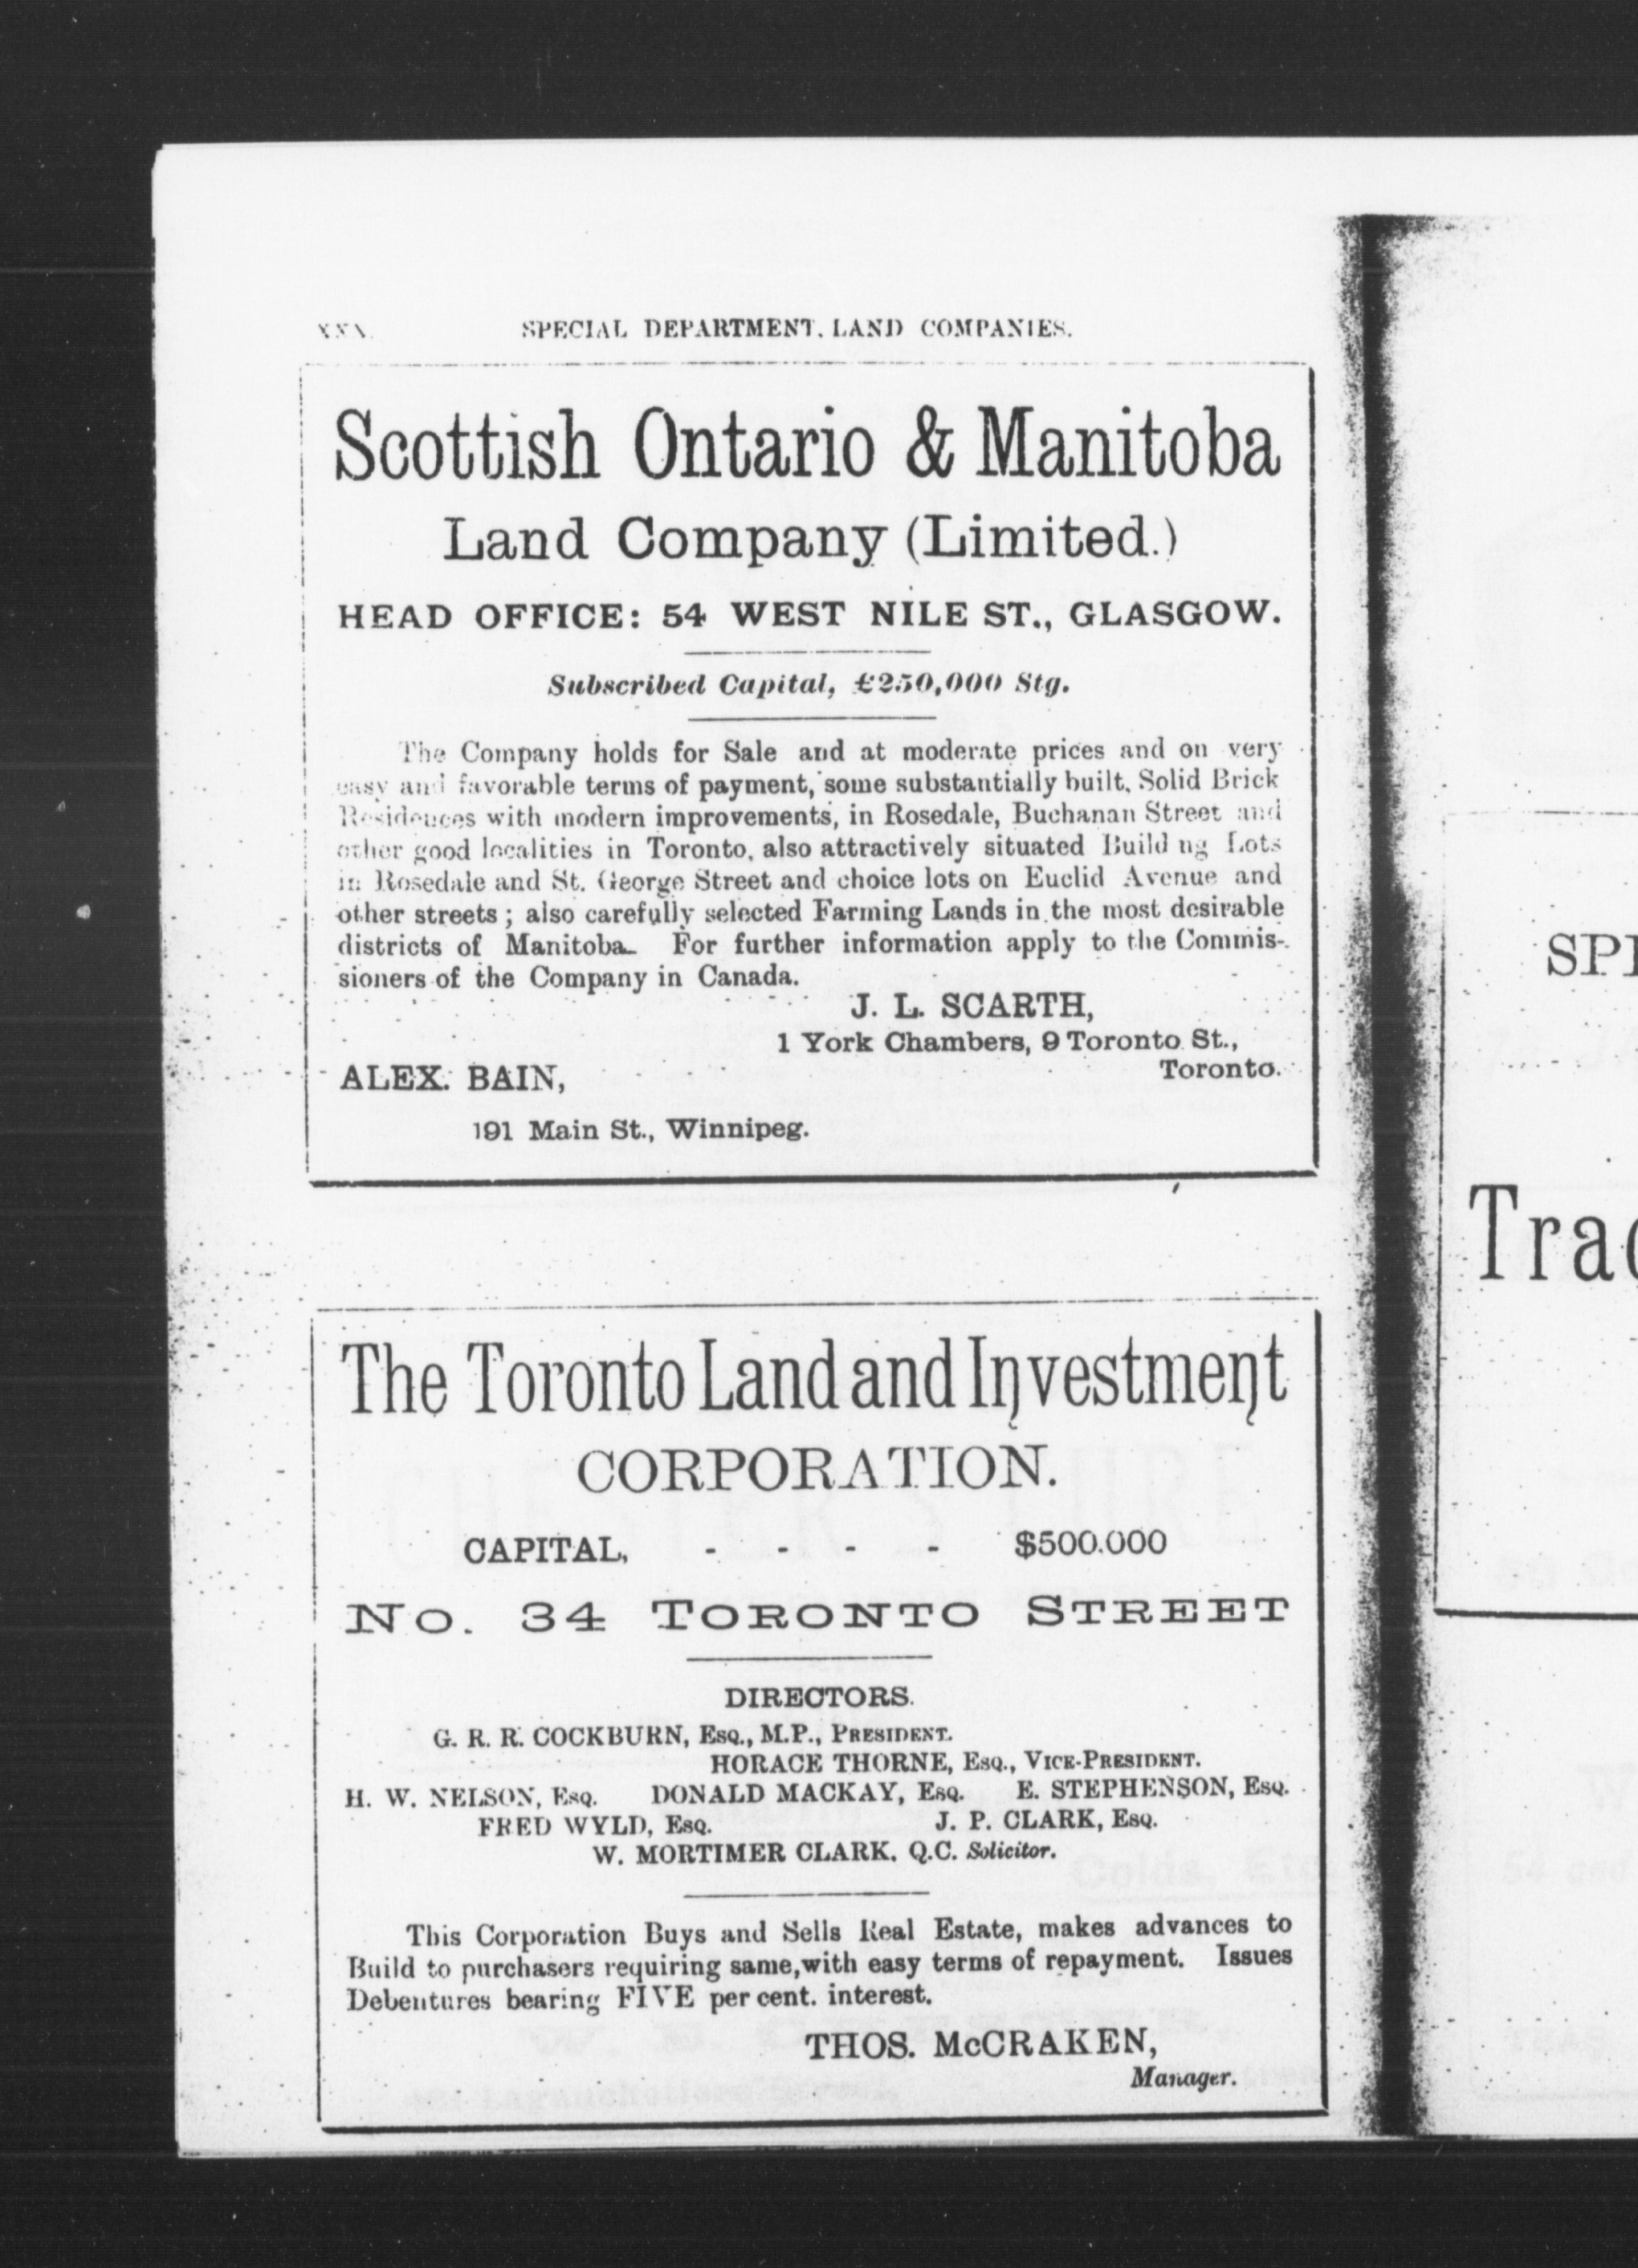 XXX. SPECIAL DEPARTMENT, LAND COMPANIES.
Scottish Ontario & Manitoba
Land Company (Limited.)
HEAD OFFICE: 54 WEST NILE ST., GLASGOW.
Subscribed Capital, £250,000 Stg.
The Company holds for Sale and at moderate prices and on very
easy and favorable terms of payment, some substantially built, Solid Brick
Residences with modern improvements, in Rosedale, Buchanan Street and
other good localities in Toronto, also attractively situated Build ng Lots
in Rosedale and St. George Street and choice lots on Euclid Avenue and
other streets; also carefully selected Farming Lands in the most desirable
districts of Manitoba. For further information apply to the Commis-
sioners of the Company in Canada.
J. L. SCARTH,
1 York Chambers, 9 Toronto St.,
Toronto.
ALEX. BAIN,
191 Main St., Winnipeg.
The Toronto Land and Investment
CORPORATION.
CAPITAL, - - - - $500.000
No. 34 TORONTO STREET
DIRECTORS.
G. R. R. COCKBURN, ESQ., M.P., PRESIDENT.
HORACE THORNE, ESQ., VICE-PRESIDENT.
H. W. NELSON, ESQ. DONALD MACKAY, ESQ. E. STEPHENSON, ESQ.
FRED WYLD, ESQ. J. P. CLARK, ESQ.
W. MORTIMER CLARK, Q.C. Solicitor.
This Corporation Buys and Sells Real Estate, makes advances to
Build to purchasers requiring same, with easy terms of repayment. Issues
Debentures bearing FIVE per cent. interest.
THOS. McCRAKEN,
Manager.
SP
Tra